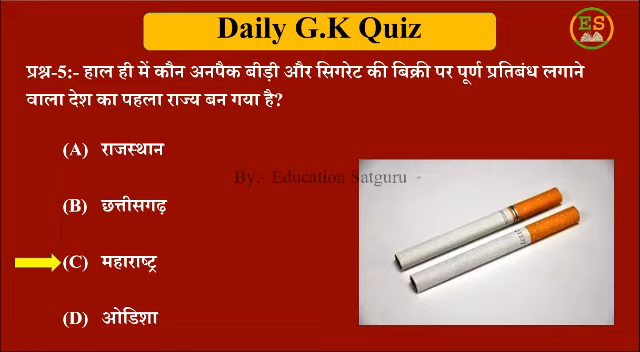 Daily G.K Quiz
ES
प्रश्न-5:- हाल ही में कौन अनपैक बीड़ी और सिगरेट की बिक्री पर पूर्ण प्रतिबंध लगाने
वाला देश का पहला राज्य बन गया है?
(A) राजस्थान
By:- Education Satguru -
(B) छत्तीसगढ़
(C) महाराष्ट्र
(D) ओडिशा